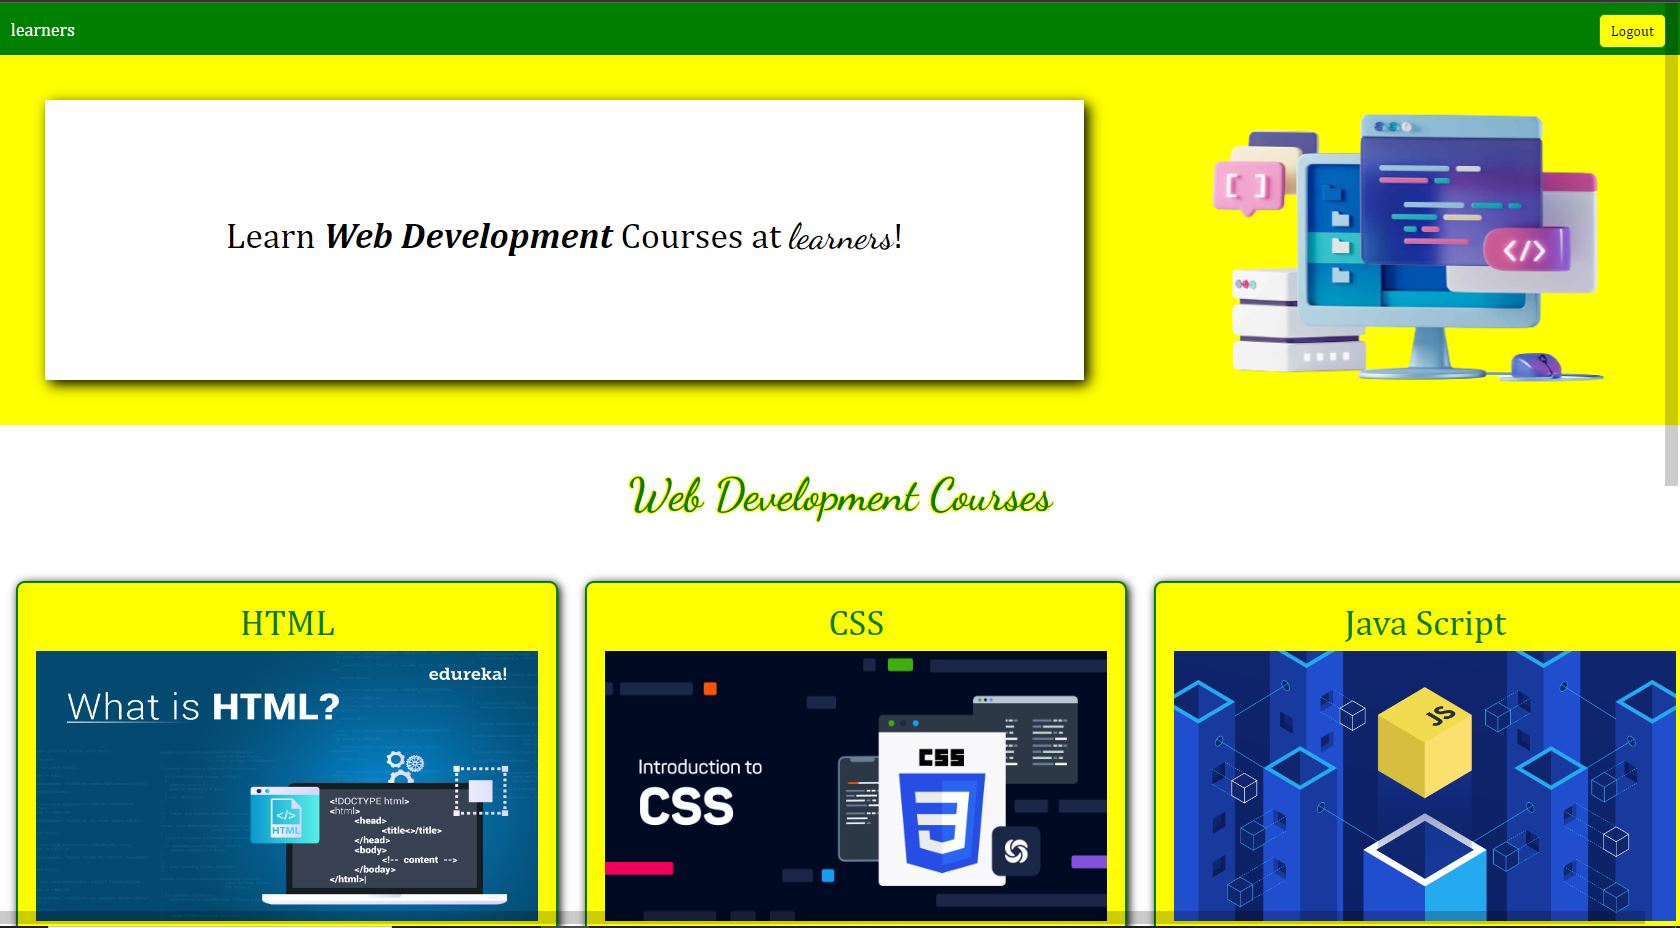 learners
Logout
Learn Web Development Courses at learners!
</>
Web Development Courses
HTML
CSS
Java Script
edureka!
What is HTML?
<!DOCTYPE html>
<html>
<head>
<title><​/title>
</head>
<body>
<!-- content -->
</boday>
</html>|
</>
HTML
Introduction to
CSS
CSS
JS